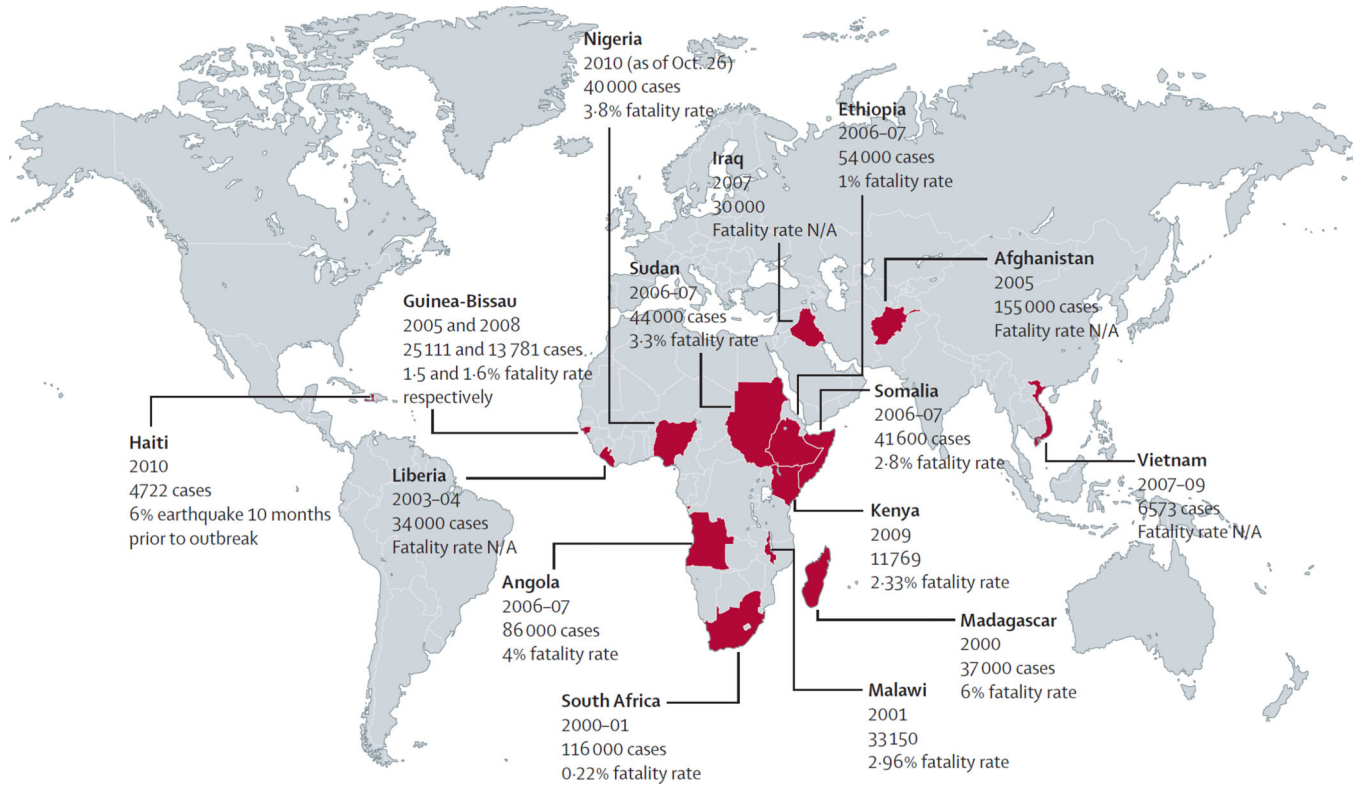 Nigeria
2010 (as of Oct. 26)
40 000 cases
3·8% fatality rate
Ethiopia
2006–07
54 000 cases
1% fatality rate
Iraq
2007
30 000
Fatality rate N/A
Afghanistan
2005
155 000 cases
Fatality rate N/A
Sudan
2006–07
44 000 cases
3·3% fatality rate
Guinea-Bissau
2005 and 2008
25 111 and 13 781 cases
1·5 and 1·6% fatality rate
respectively
Somalia
2006–07
41 600 cases
2·8% fatality rate
Haiti
2010
4722 cases
6% earthquake 10 months
prior to outbreak
Liberia
2003–04
34 000 cases
Fatality rate N/A
Vietnam
2007–09
6573 cases
Fatality rate N/A
Kenya
2009
11 769
2·33% fatality rate
Angola
2006–07
86 000 cases
4% fatality rate
Madagascar
2000
37 000 cases
6% fatality rate
South Africa
2000–01
116 000 cases
0·22% fatality rate
Malawi
2001
33 150
2·96% fatality rate